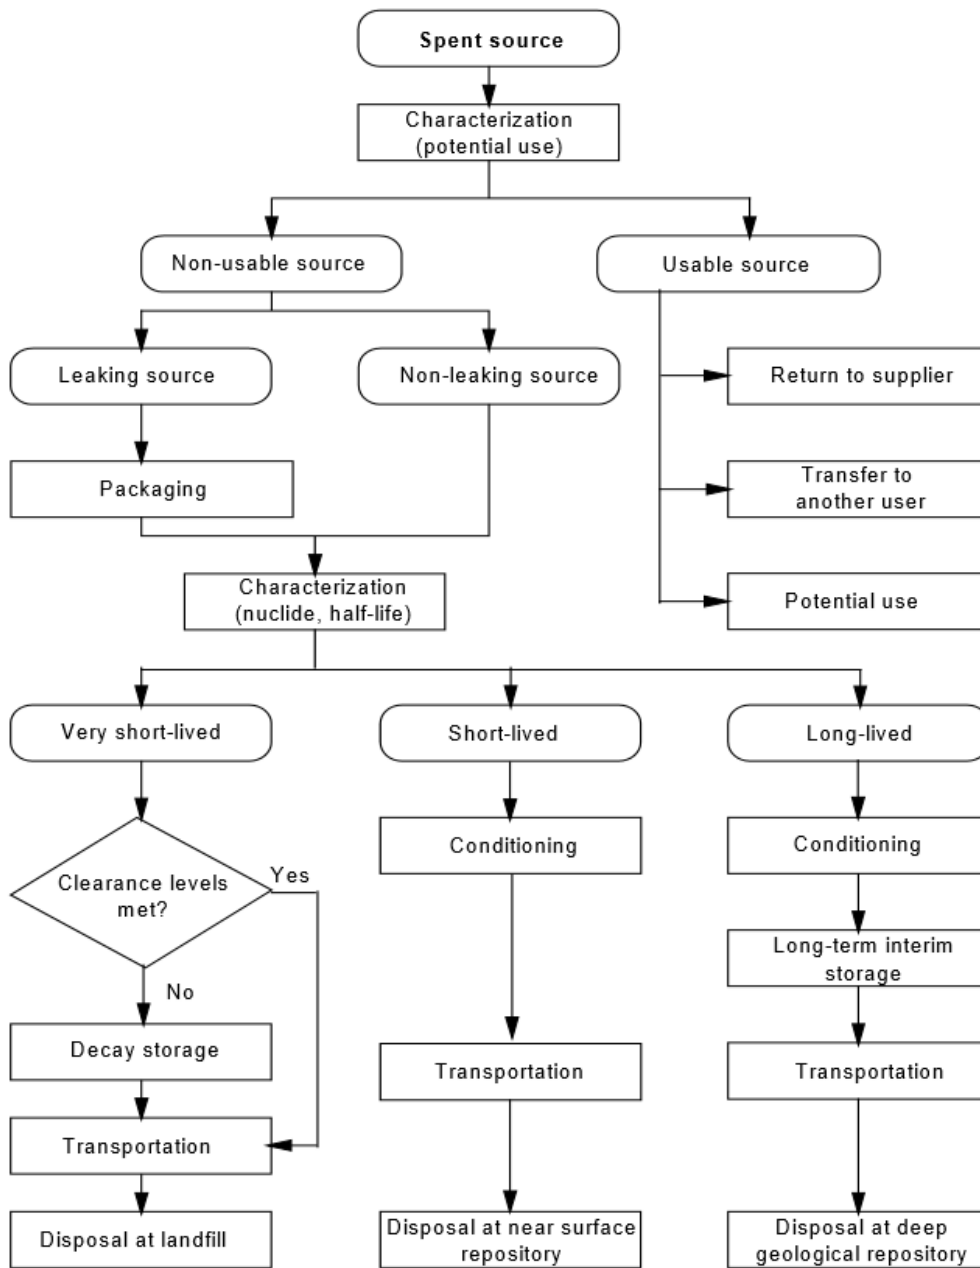 Spent source
Characterization
(potential use)
Non-usable source
Usable source
Leaking source
Non-leaking source
Return to supplier
Packaging
Transfer to
another user
Characterization
(nuclide, half-life)
Potential use
Very short-lived
Short-lived
Long-lived
Clearance levels
met?
Yes
No
Conditioning
Conditioning
Long-term interim
storage
Decay storage
Transportation
Transportation
Transportation
Disposal at landfill
Disposal at near surface
repository
Disposal at deep
geological repository